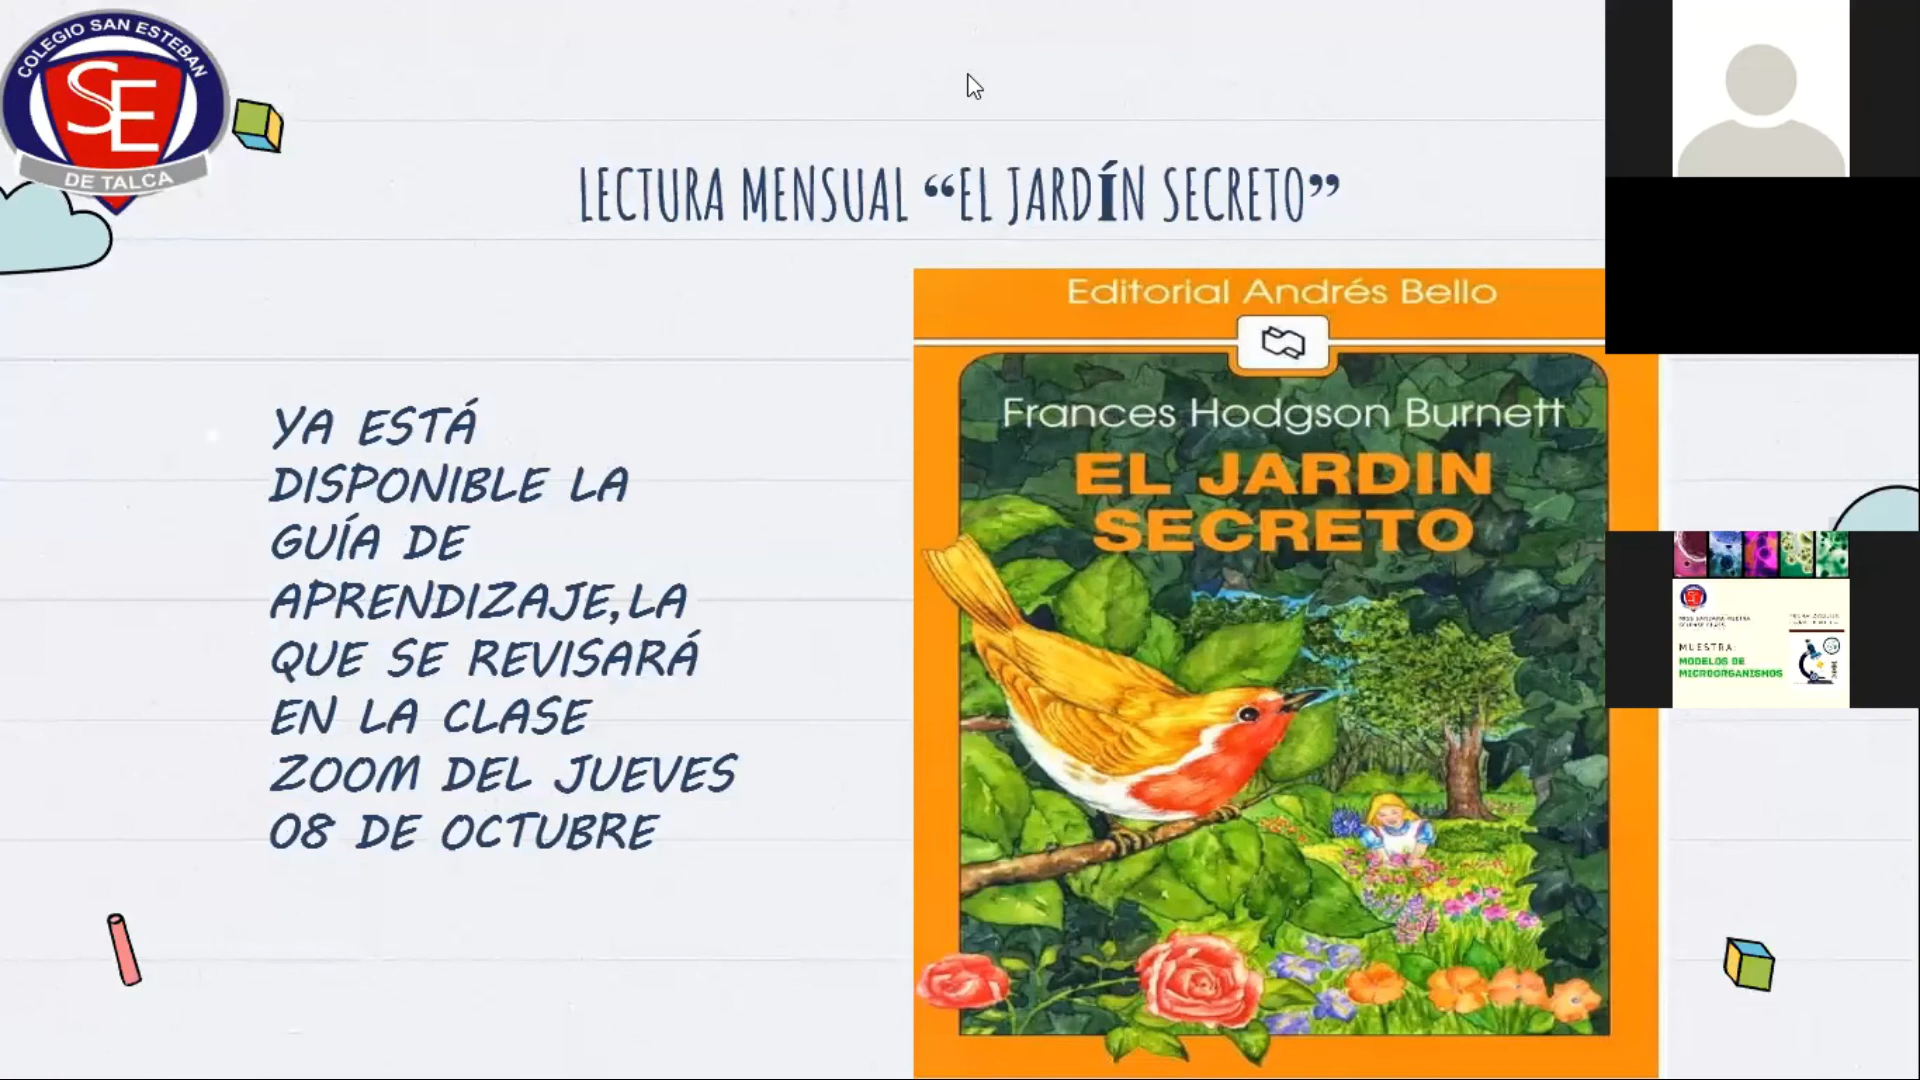 COLEGIO SAN ESTEBAN
SE
DE TALCA
LECTURA MENSUAL “EL JARDÍN SECRETO”
YA ESTÁ
DISPONIBLE LA
GUÍA DE
APRENDIZAJE,LA
QUE SE REVISARÁ
EN LA CLASE
ZOOM DEL JUEVES
08 DE OCTUBRE
Editorial Andrés Bello
Frances Hodgson Burnett
EL JARDIN
SECRETO
MUESTRA:
MODELOS DE
MICROORGANISMOS